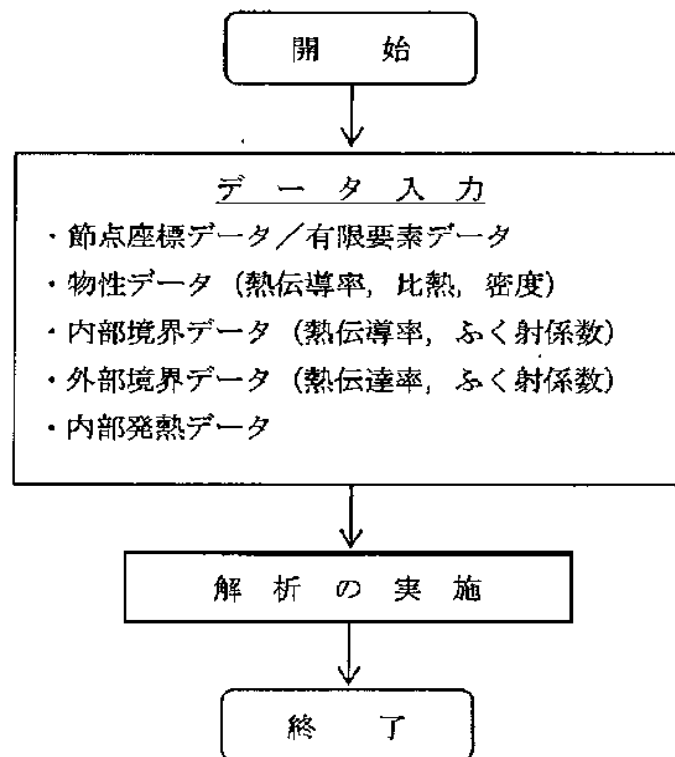 開 始
データ入力
・節点座標データ／有限要素データ
・物性データ（熱伝導率，比熱，密度）
・内部境界データ（熱伝導率，ふく射係数）
・外部境界データ（熱伝達率，ふく射係数）
・内部発熱データ
解析の実施
終 了